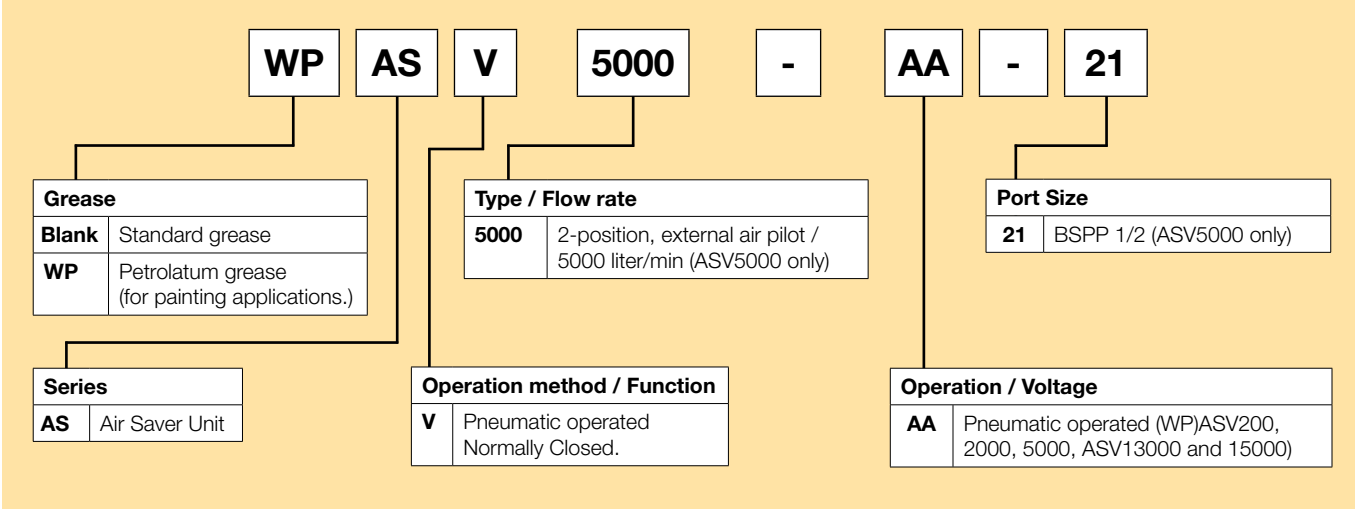 WP AS V 5000 - AA - 21
Grease
Blank Standard grease
WP Petrolatum grease
(for painting applications.)
Type / Flow rate
5000 2-position, external air pilot /
5000 liter/min (ASV5000 only)
Port Size
21 BSPP 1/2 (ASV5000 only)
Series
AS Air Saver Unit
Operation method / Function
V Pneumatic operated
Normally Closed.
Operation / Voltage
AA Pneumatic operated (WP)ASV200,
2000, 5000, ASV13000 and 15000)